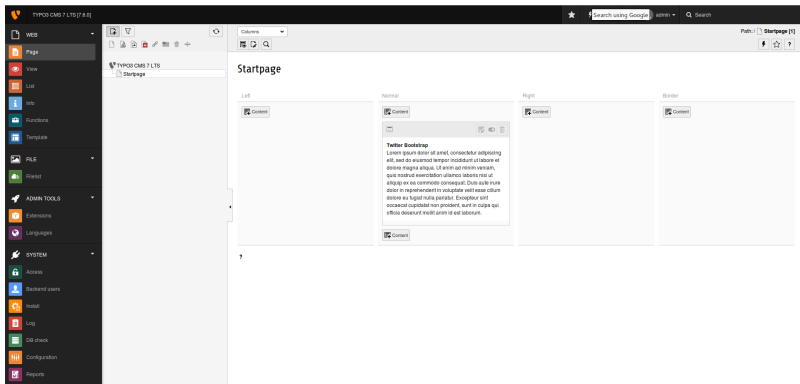 TYPO3 CMS 7 LTS [7.6.0]
Search using Google
admin
Search
WEB
Page
View
List
Info
Functions
Template
FILE
Filelist
ADMIN TOOLS
Extensions
Languages
SYSTEM
Access
Backend users
Install
Log
DB check
Configuration
Reports
TYPO3 CMS 7 LTS
Startpage
Columns
Path: / Startpage [1]
Startpage
Left
Normal
Right
Border
Content
Content
Content
Content
Twitter Bootstrap
Lorem ipsum dolor sit amet, consectetur adipiscing
elit, sed do eiusmod tempor incididunt ut labore et
dolore magna aliqua. Ut enim ad minim veniam,
quis nostrud exercitation ullamco laboris nisi ut
aliquip ex ea commodo consequat. Duis aute irure
dolor in reprehenderit in voluptate velit esse cillum
dolore eu fugiat nulla pariatur. Excepteur sint
occaecat cupidatat non proident, sunt in culpa qui
officia deserunt mollit anim id est laborum.
Content
?